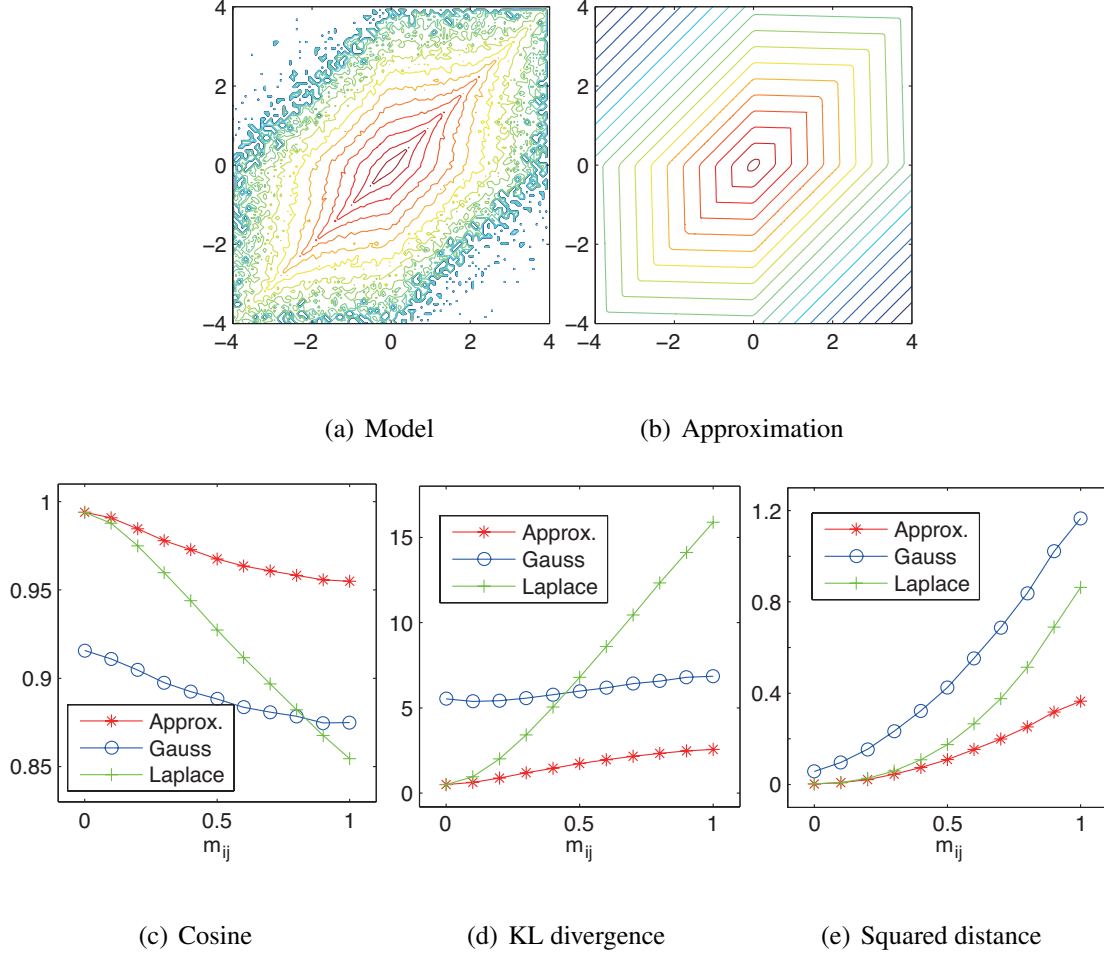 4
2
0
−2
−4
−4 −2 0 2 4
4
2
0
−2
−4
−4 −2 0 2 4
(a) Model
(b) Approximation
1
0.95
0.9
0.85
Approx.
Gauss
Laplace
0 0.5 1
m_ij
15
10
5
0
Approx.
Gauss
Laplace
0 0.5 1
m_ij
1.2
0.8
0.4
0
Approx.
Gauss
Laplace
0 0.5 1
m_ij
(c) Cosine
(d) KL divergence
(e) Squared distance